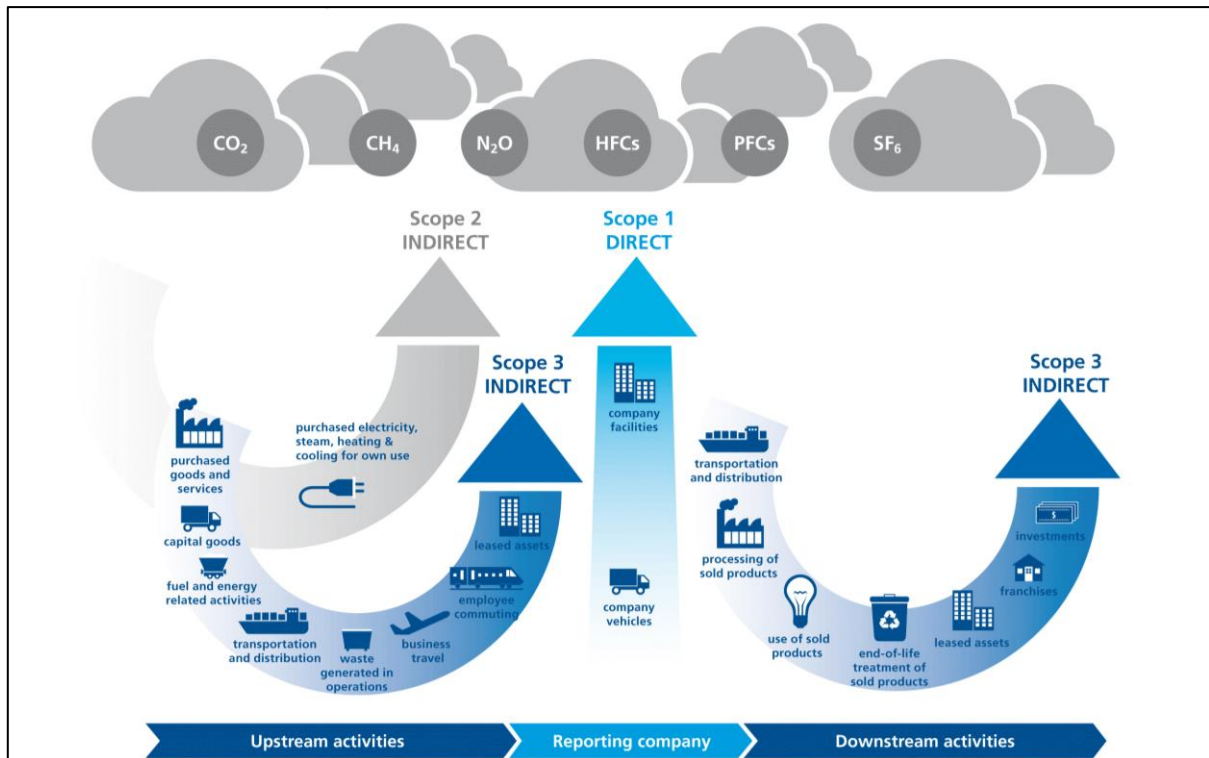 CO₂
CH₄
N₂O
HFCs
PFCs
SF₆
Scope 2
INDIRECT
Scope 1
DIRECT
Scope 3
INDIRECT
Scope 3
INDIRECT
purchased electricity,
steam, heating &
cooling for own use
purchased
goods and
services
capital goods
fuel and energy
related activities
transportation
and distribution
waste
generated in
operations
business
travel
employee
commuting
leased assets
company
facilities
company
vehicles
transportation
and distribution
processing of
sold products
use of sold
products
end-of-life
treatment of
sold products
leased assets
franchises
$
investments
Upstream activities
Reporting company
Downstream activities